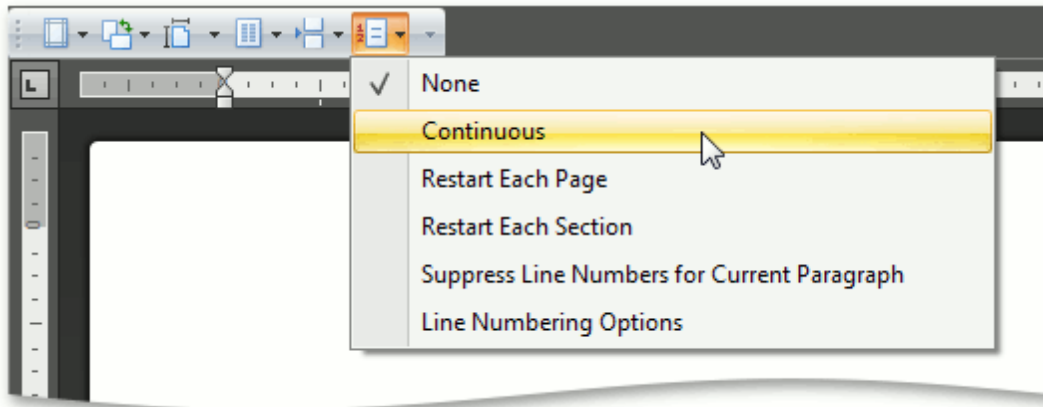 None
Continuous
Restart Each Page
Restart Each Section
Suppress Line Numbers for Current Paragraph
Line Numbering Options